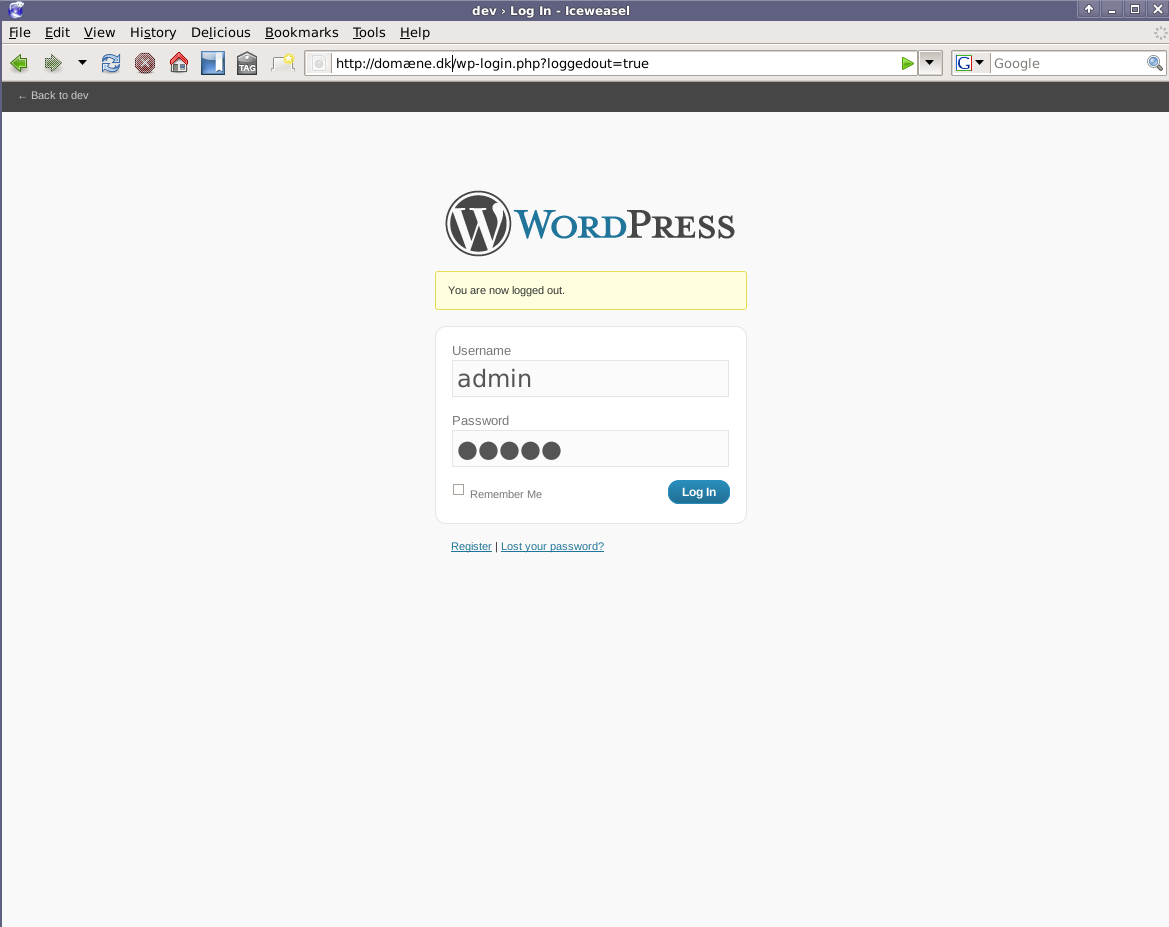 dev › Log In - Iceweasel
File Edit View History Delicious Bookmarks Tools Help
TAG http://domæne.dk/wp-login.php?loggedout=true G Google
← Back to dev
W WORDPRESS
You are now logged out.
Username
admin
Password
●●●●●
Remember Me Log In
Register | Lost your password?